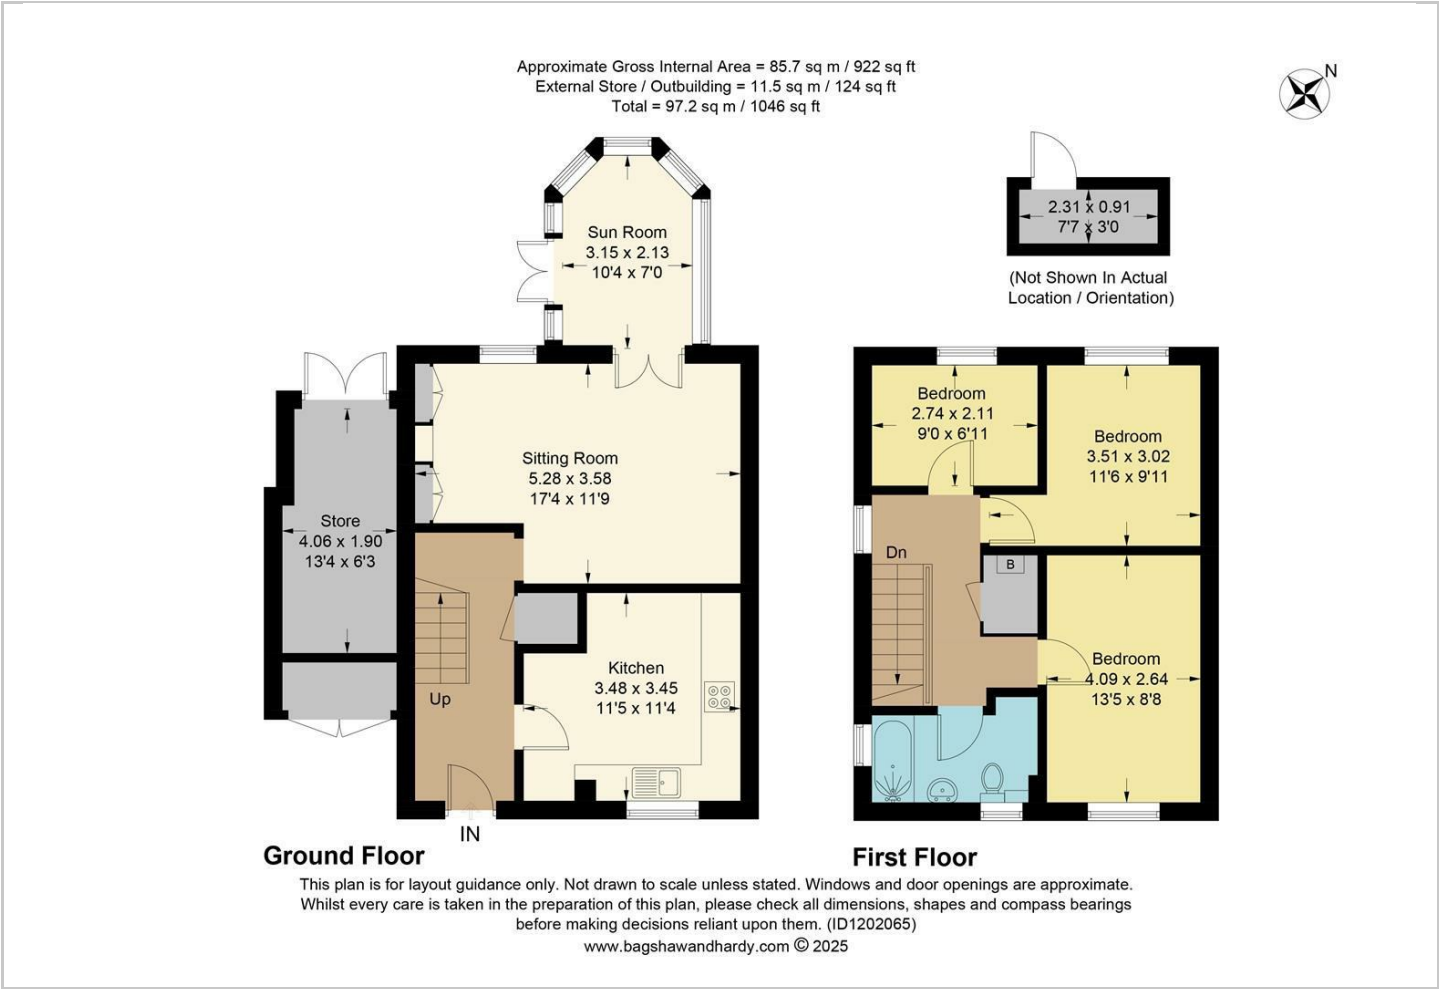 Approximate Gross Internal Area = 85.7 sq m / 922 sq ft
External Store / Outbuilding = 11.5 sq m / 124 sq ft
Total = 97.2 sq m / 1046 sq ft
N
2.31 x 0.91
7'7 x 3'0
(Not Shown In Actual
Location / Orientation)
Sun Room
3.15 x 2.13
10'4 x 7'0
Sitting Room
5.28 x 3.58
17'4 x 11'9
Store
4.06 x 1.90
13'4 x 6'3
Kitchen
3.48 x 3.45
11'5 x 11'4
Up
IN
Ground Floor
Bedroom
2.74 x 2.11
9'0 x 6'11
Bedroom
3.51 x 3.02
11'6 x 9'11
Dn
B
Bedroom
4.09 x 2.64
13'5 x 8'8
First Floor
This plan is for layout guidance only. Not drawn to scale unless stated. Windows and door openings are approximate.
Whilst every care is taken in the preparation of this plan, please check all dimensions, shapes and compass bearings
before making decisions reliant upon them. (ID1202065)
www.bagshawandhardy.com © 2025